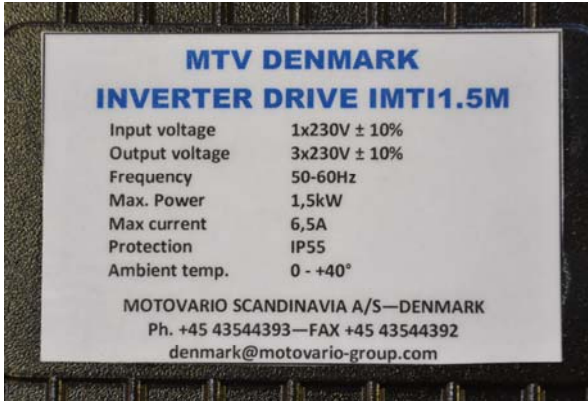 MTV DENMARK
INVERTER DRIVE IMTI1.5M
Input voltage 1x230V ± 10%
Output voltage 3x230V ± 10%
Frequency 50-60Hz
Max. Power 1,5kW
Max current 6,5A
Protection IP55
Ambient temp. 0 - +40°
MOTOVARIO SCANDINAVIA A/S—DENMARK
Ph. +45 43544393—FAX +45 43544392
denmark@motovario-group.com